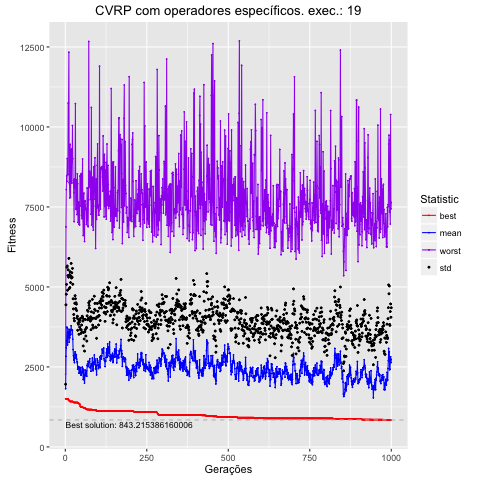 CVRP com operadores específicos. exec.: 19
12500
10000
7500
5000
2500
0
Fitness
Best solution: 843.215386160006
0
250
500
750
1000
Gerações
Statistic
best
mean
worst
std